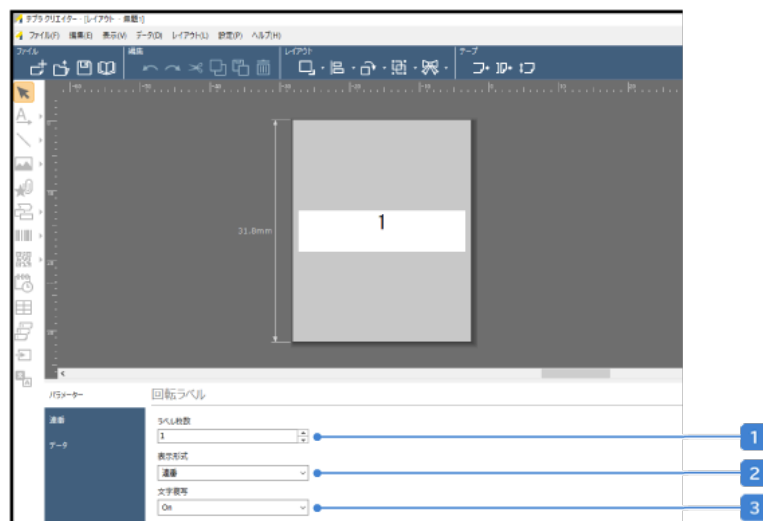 タブラ クリエイター - [レイアウト - 無題1]
ファイル(F) 編集(E) 表示(V) データ(D) レイアウト(L) 設定(P) ヘルプ(H)
ファイル 編集 レイアウト テープ
31.8mm
1
パラメーター 回転ラベル
連番
データ
ラベル枚数
1
表示形式
連番
文字複写
On
1
2
3